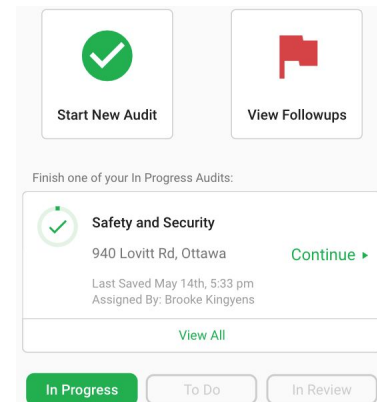 Start New Audit
View Followups
Finish one of your In Progress Audits:
Safety and Security
940 Lovitt Rd, Ottawa
Continue
Last Saved May 14th, 5:33 pm
Assigned By: Brooke Kingyens
View All
In Progress
To Do
In Review